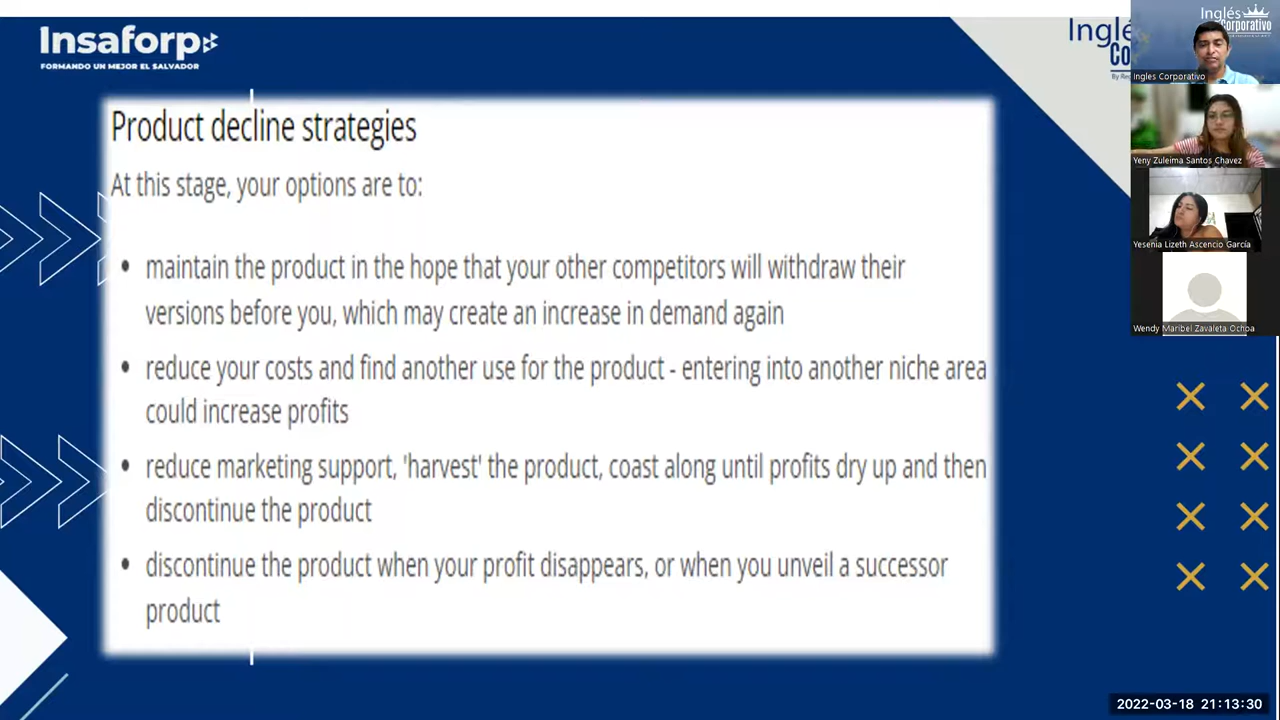 Insaforp
FORMANDO UN MEJOR EL SALVADOR
Product decline strategies
At this stage, your options are to:
• maintain the product in the hope that your other competitors will withdraw their
versions before you, which may create an increase in demand again
• reduce your costs and find another use for the product - entering into another niche area
could increase profits
• reduce marketing support, 'harvest' the product, coast along until profits dry up and then
discontinue the product
• discontinue the product when your profit disappears, or when you unveil a successor
product
Inglé
Co
Inglés
Corporativo
Ingles Corporativo
Yeny Zuleima Santos Chavez
Yesenia Lizeth Ascencio García
Wendy Maribel Zavaleta Ochoa
2022-03-18 21:13:30